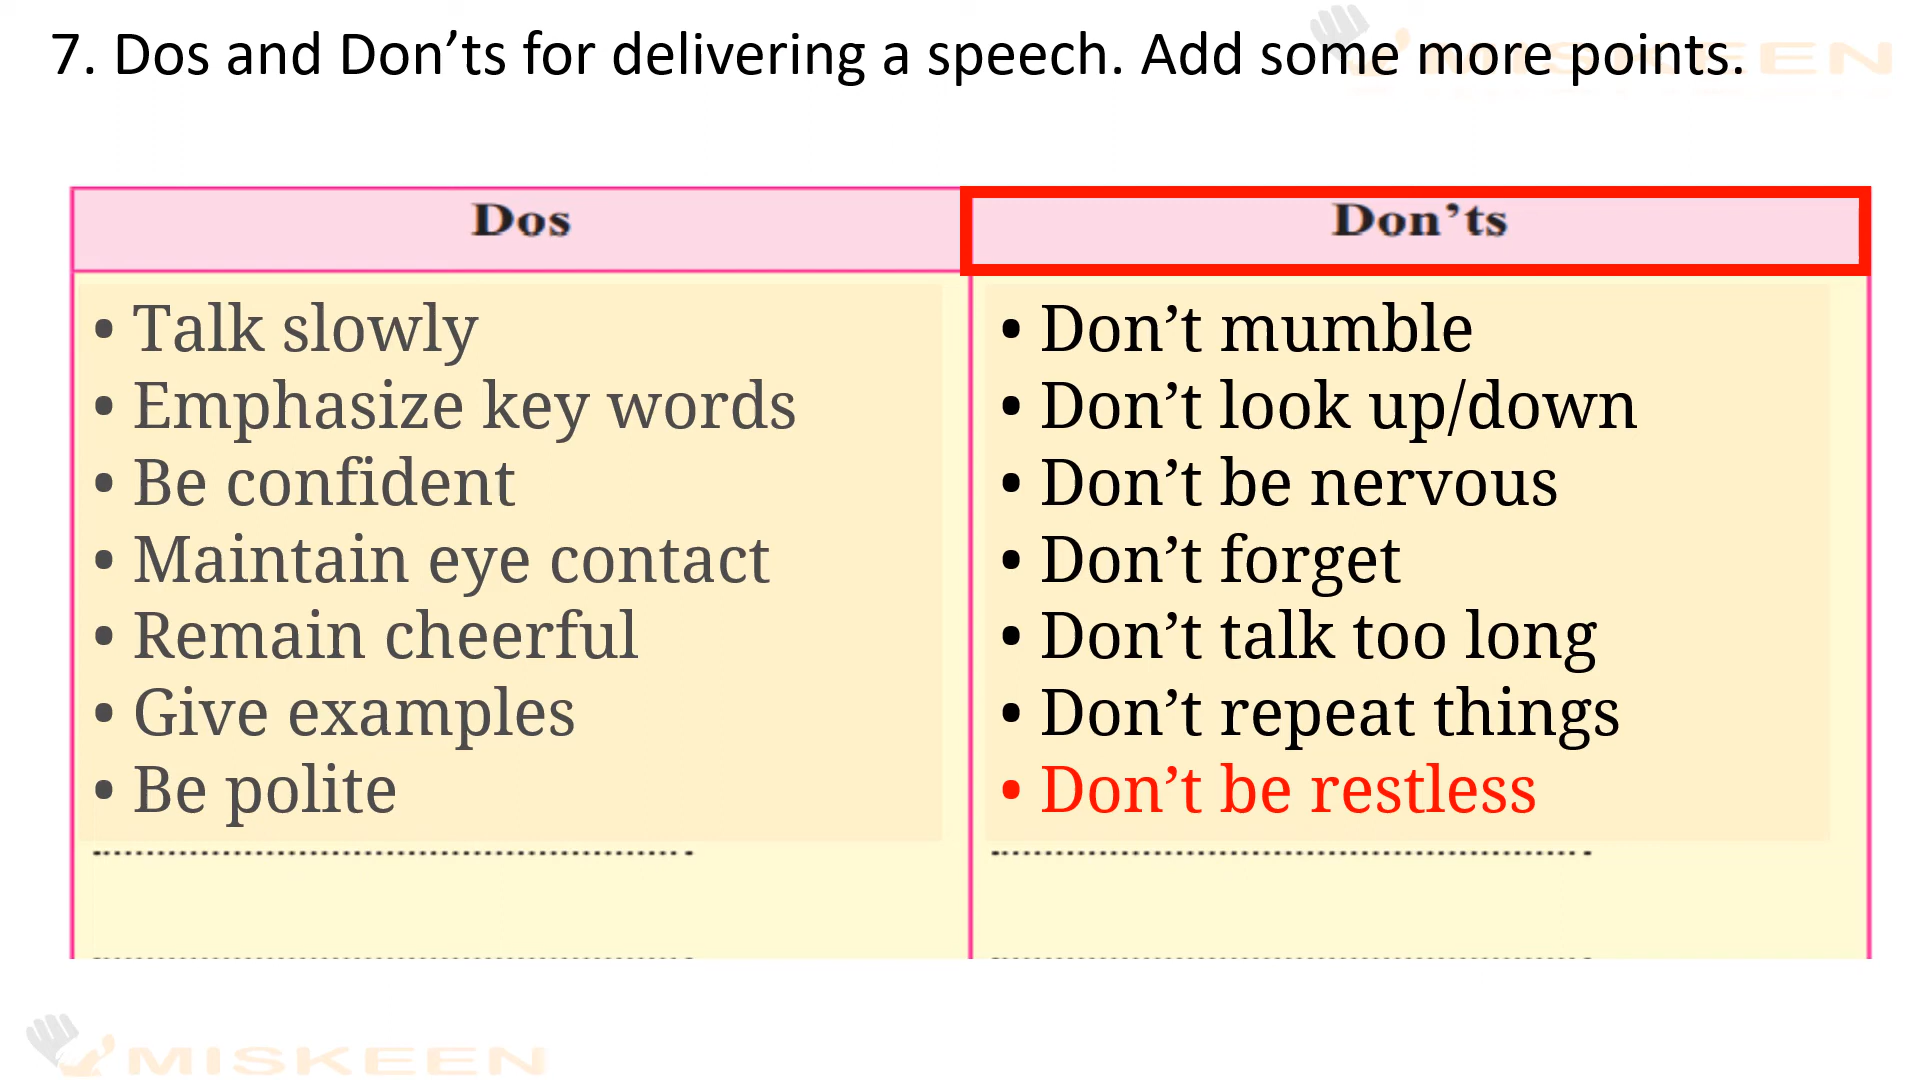 7. Dos and Don’ts for delivering a speech. Add some more points.
MISKEEN
Dos
Don’ts
• Talk slowly
• Emphasize key words
• Be confident
• Maintain eye contact
• Remain cheerful
• Give examples
• Be polite
• Don’t mumble
• Don’t look up/down
• Don’t be nervous
• Don’t forget
• Don’t talk too long
• Don’t repeat things
• Don’t be restless
MISKEEN